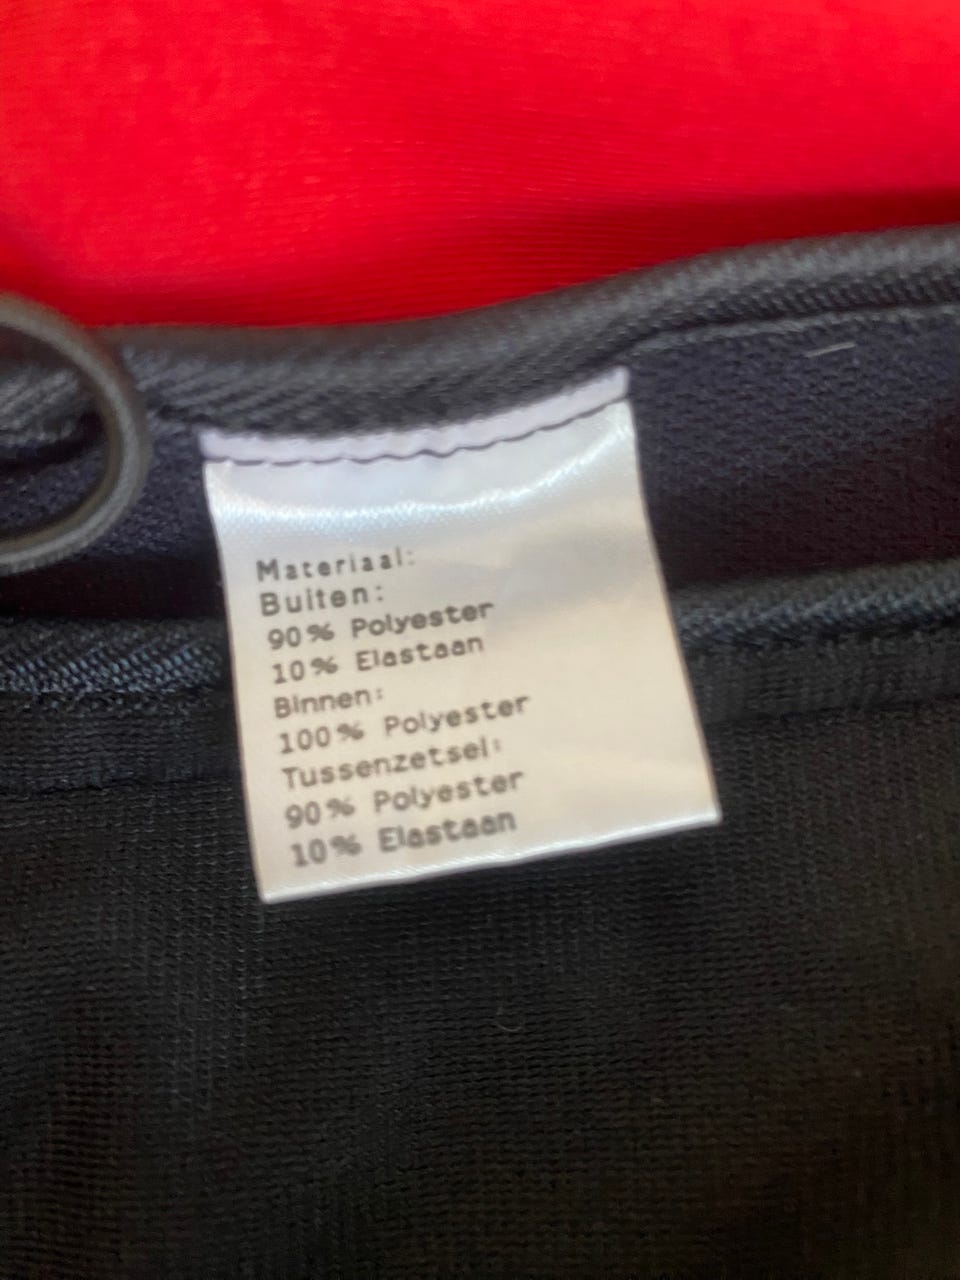 Materiaal:
Buiten:
90% Polyester
10% Elastaan
Binnen:
100% Polyester
Tussenzetsel:
90% Polyester
10% Elastaan